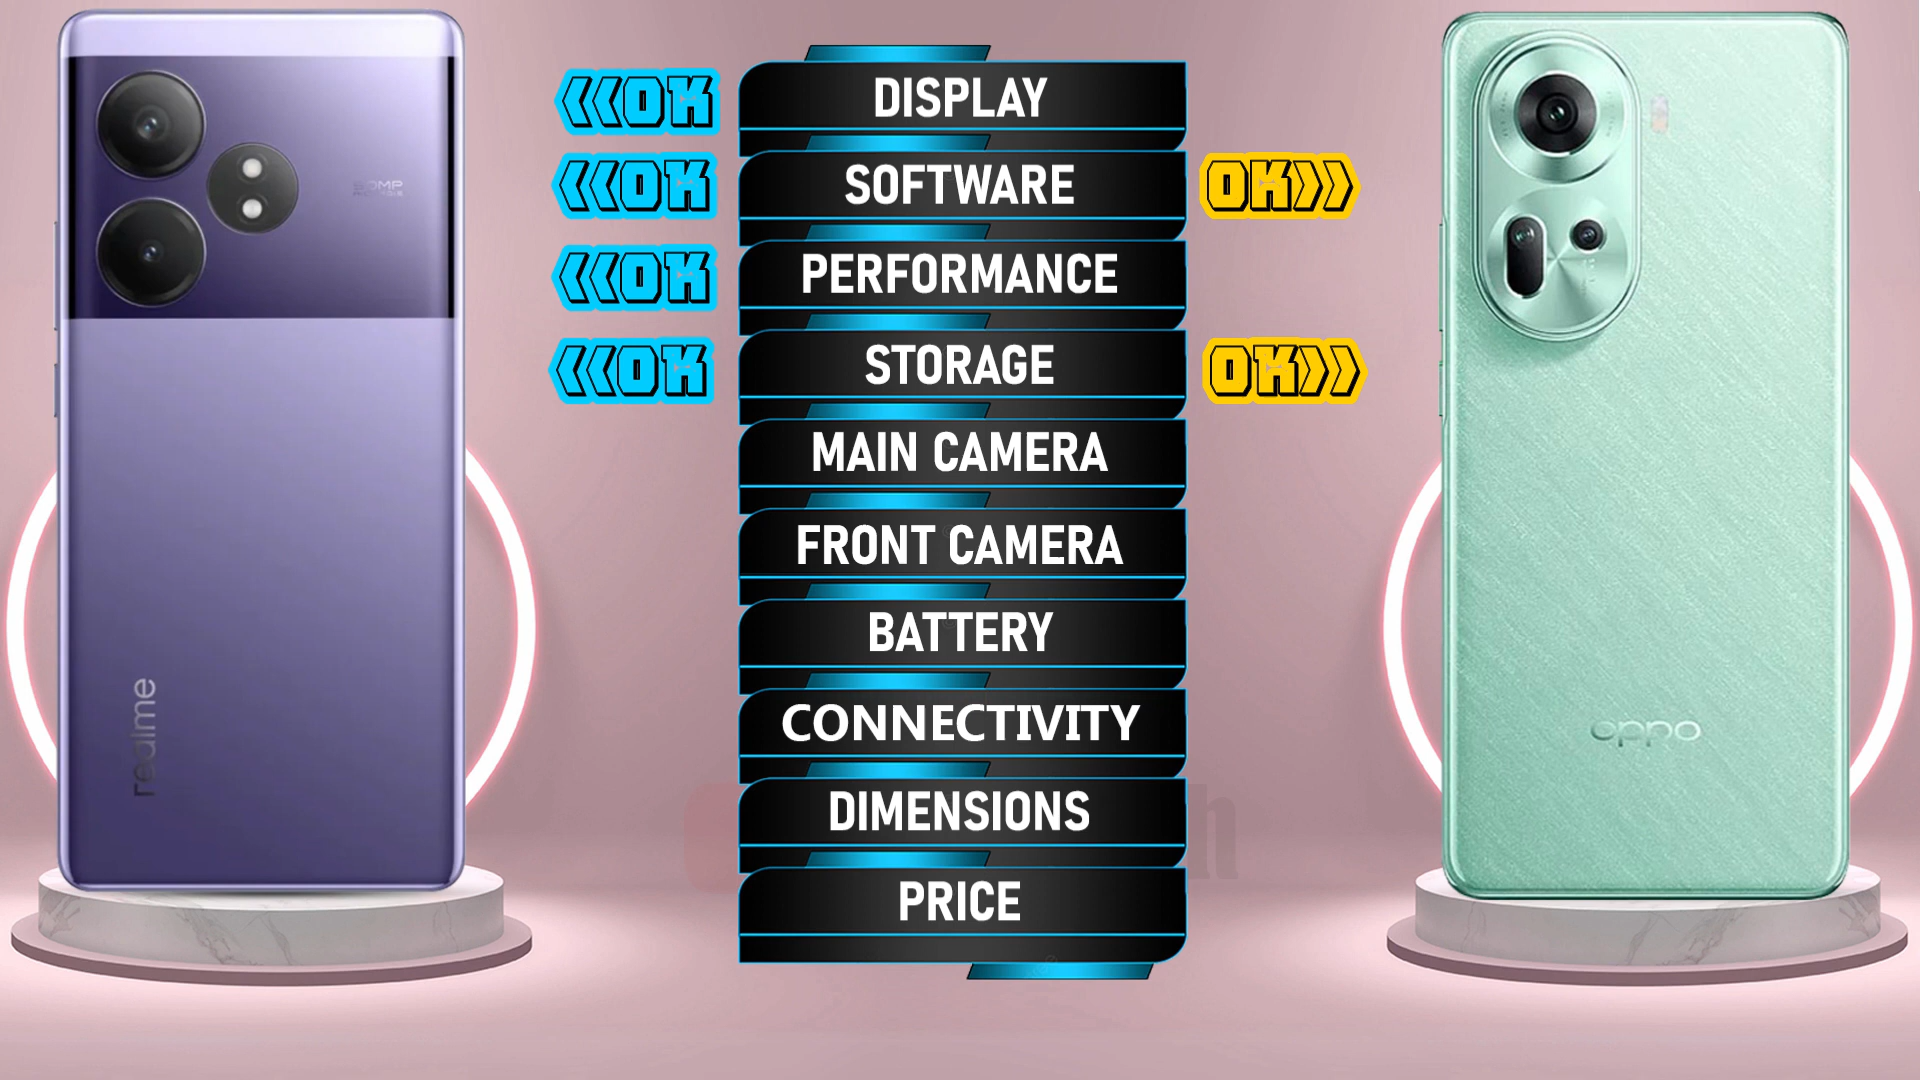 <<OK DISPLAY
<<OK SOFTWARE OK>>
<<OK PERFORMANCE
<<OK STORAGE OK>>
MAIN CAMERA
FRONT CAMERA
BATTERY
CONNECTIVITY
DIMENSIONS
PRICE
realme
oppo